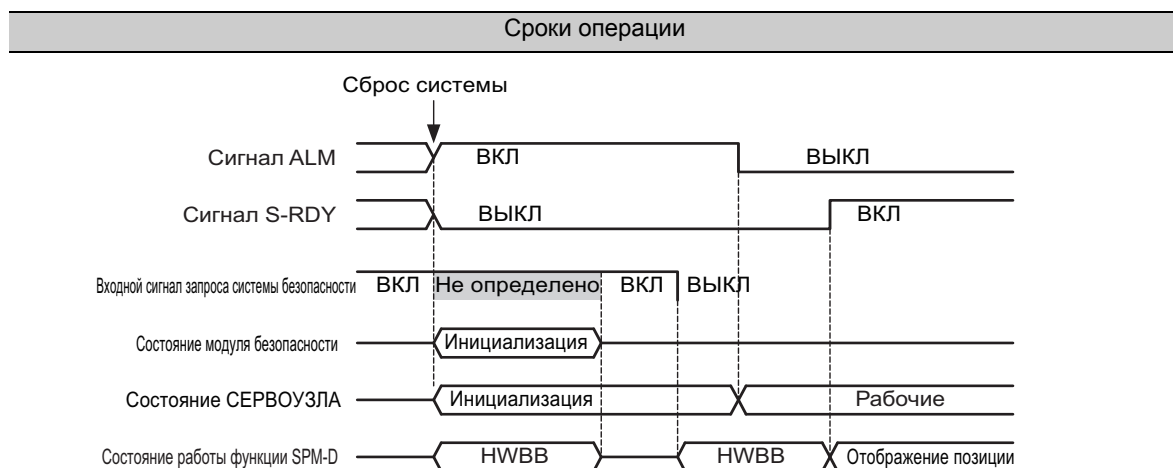 Сроки операции
Сброс системы
Сигнал ALM ВКЛ ВЫКЛ
Сигнал S-RDY ВЫКЛ ВКЛ
Входной сигнал запроса системы безопасности ВКЛ Не определено ВКЛ ВЫКЛ
Состояние модуля безопасности Инициализация
Состояние СЕРВОУЗЛА Инициализация Рабочие
Состояние работы функции SPM-D HWBB HWBB Отображение позиции